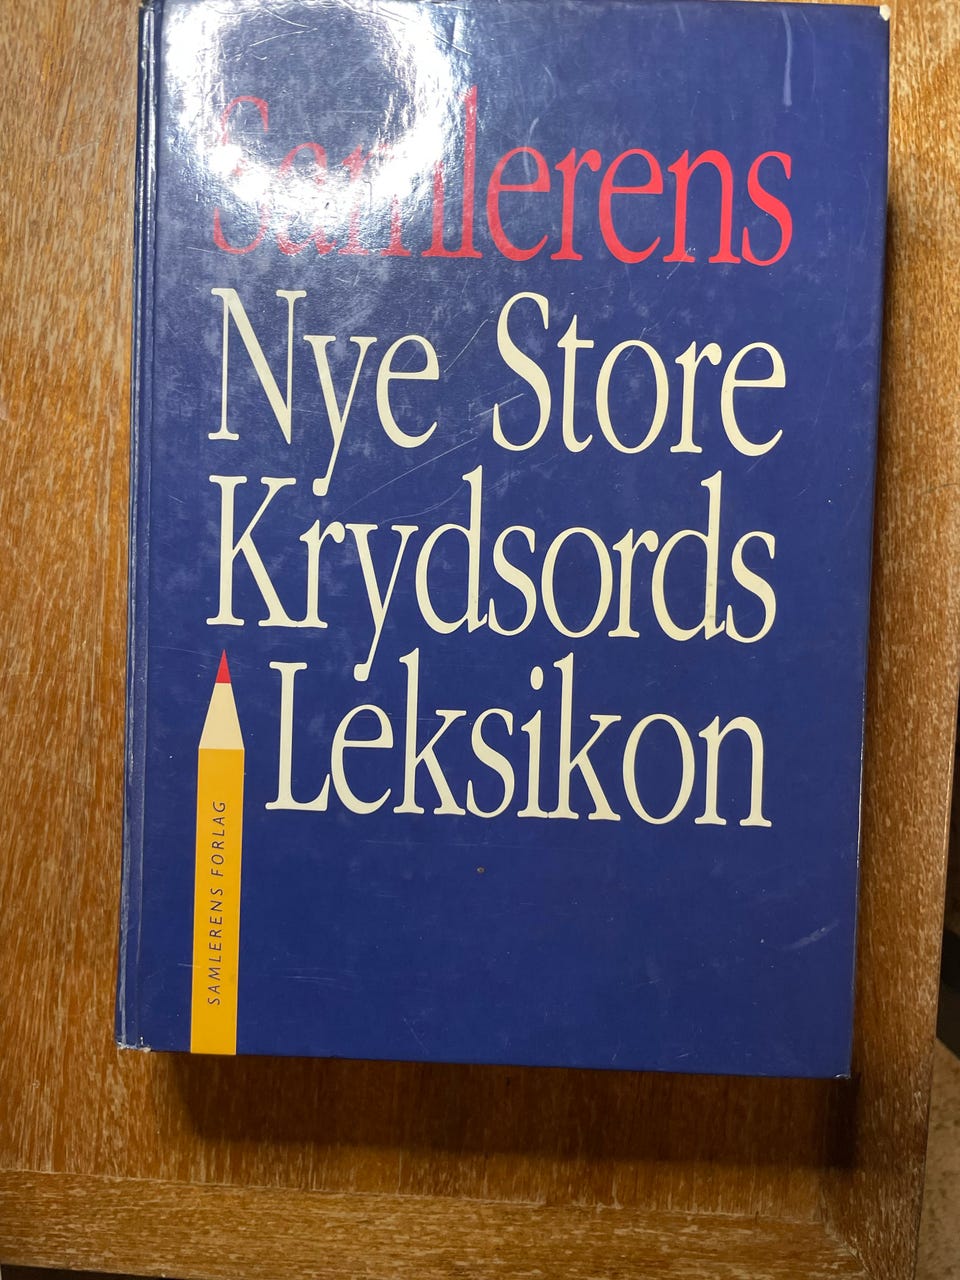 Samlerens
Nye Store
Krydsords
Leksikon
SAMLERENS FORLAG